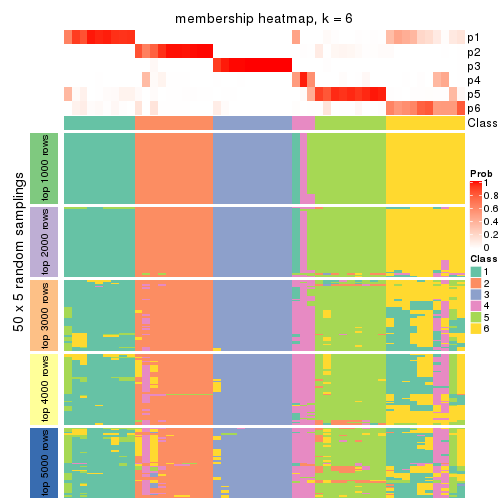 membership heatmap, k = 6
p1
p2
p3
p4
p5
p6
Class
50 x 5 random samplings
top 1000 rows
top 2000 rows
top 3000 rows
top 4000 rows
top 5000 rows
Prob
1
0.8
0.6
0.4
0.2
0
Class
1
2
3
4
5
6